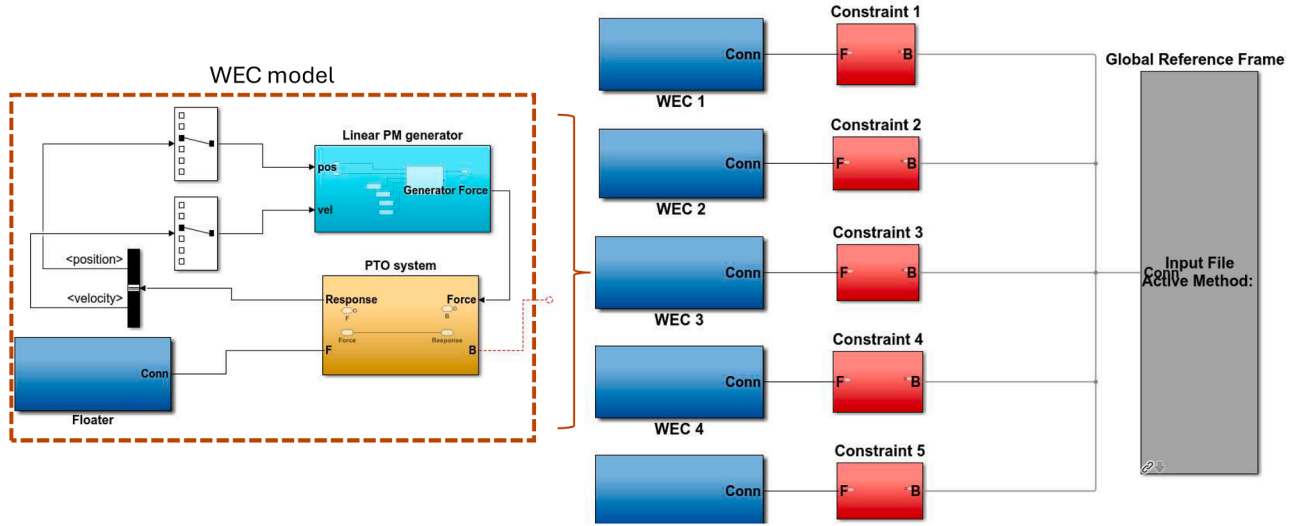 WEC model
Linear PM generator
pos
Generator Force
vel
<position>
<velocity>
PTO system
Response
Force
F
B
Force
Response
F
B
Conn
Floater
Conn
WEC 1
Conn
WEC 2
Conn
WEC 3
Conn
WEC 4
Conn
Constraint 1
F
B
Constraint 2
F
B
Constraint 3
F
B
Constraint 4
F
B
Constraint 5
F
B
Global Reference Frame
Input File
Conn
Active Method: